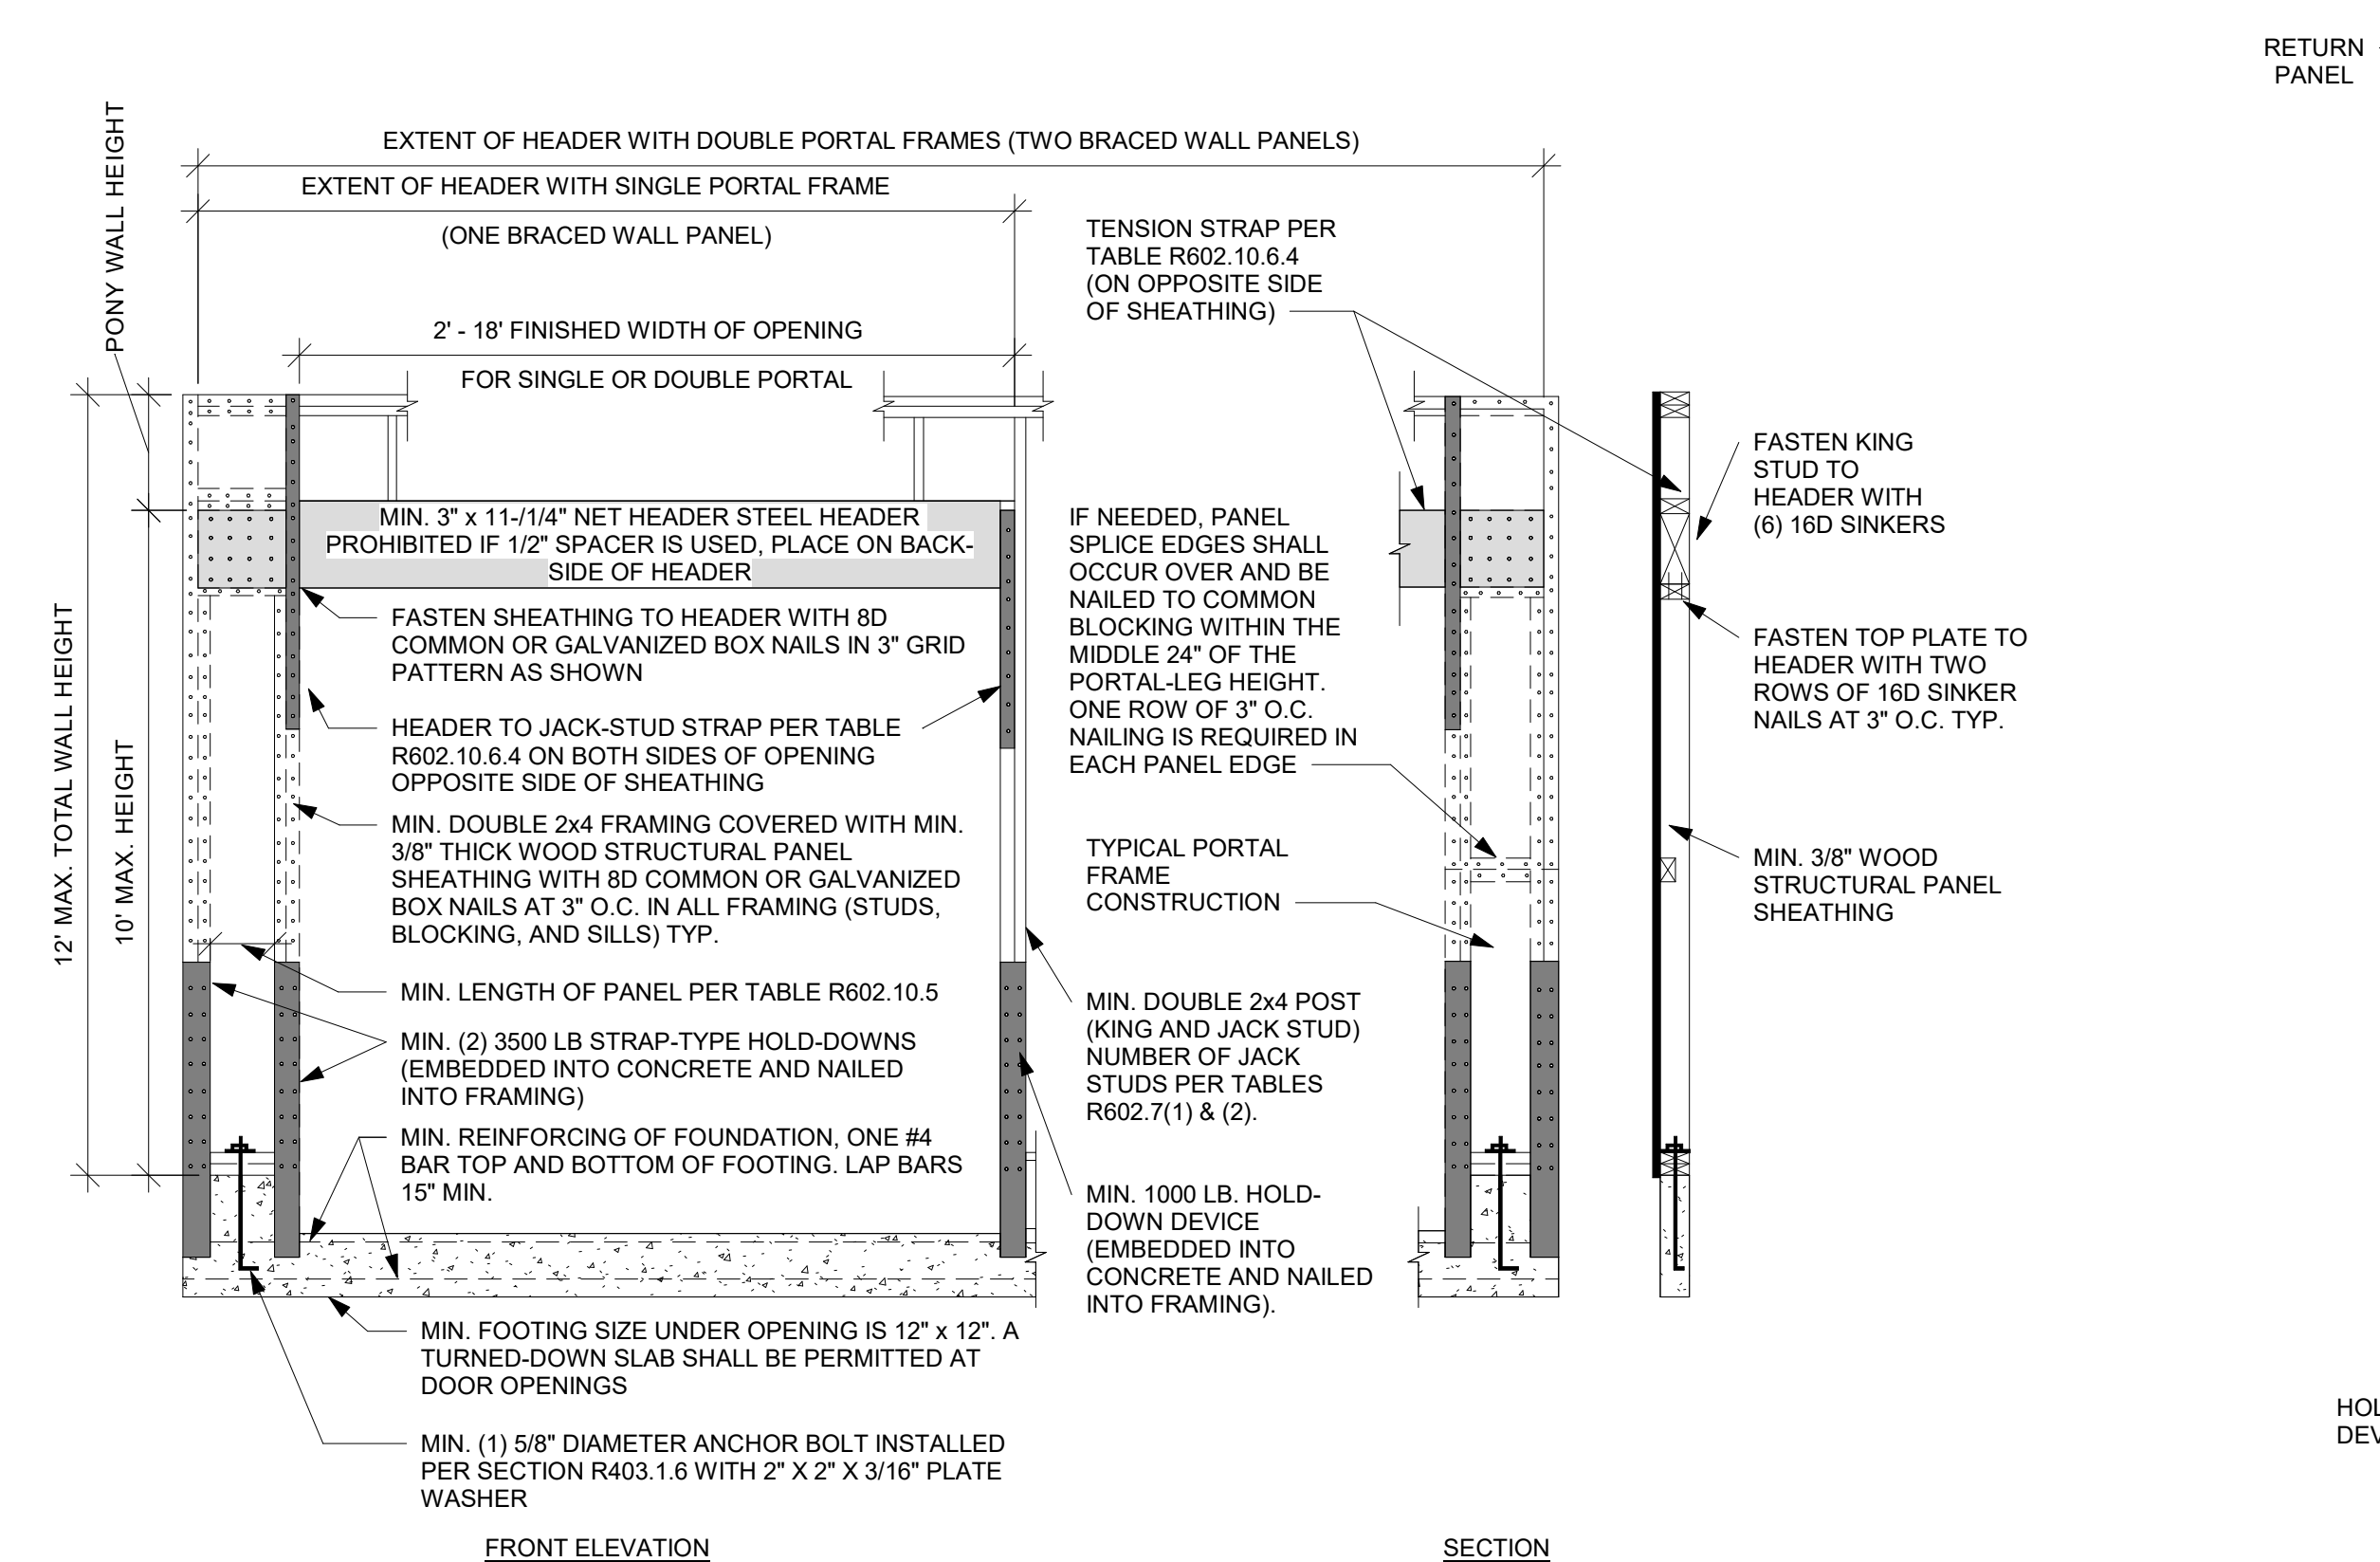 RETURN
PANEL
PONY WALL HEIGHT
EXTENT OF HEADER WITH DOUBLE PORTAL FRAMES (TWO BRACED WALL PANELS)
EXTENT OF HEADER WITH SINGLE PORTAL FRAME
(ONE BRACED WALL PANEL)
2' - 18' FINISHED WIDTH OF OPENING
FOR SINGLE OR DOUBLE PORTAL
12' MAX. TOTAL WALL HEIGHT
10' MAX. HEIGHT
MIN. 3" x 11-/1/4" NET HEADER STEEL HEADER
PROHIBITED IF 1/2" SPACER IS USED, PLACE ON BACK-
SIDE OF HEADER
FASTEN SHEATHING TO HEADER WITH 8D
COMMON OR GALVANIZED BOX NAILS IN 3" GRID
PATTERN AS SHOWN
HEADER TO JACK-STUD STRAP PER TABLE
R602.10.6.4 ON BOTH SIDES OF OPENING
OPPOSITE SIDE OF SHEATHING
MIN. DOUBLE 2x4 FRAMING COVERED WITH MIN.
3/8" THICK WOOD STRUCTURAL PANEL
SHEATHING WITH 8D COMMON OR GALVANIZED
BOX NAILS AT 3" O.C. IN ALL FRAMING (STUDS,
BLOCKING, AND SILLS) TYP.
MIN. LENGTH OF PANEL PER TABLE R602.10.5
MIN. (2) 3500 LB STRAP-TYPE HOLD-DOWNS
(EMBEDDED INTO CONCRETE AND NAILED
INTO FRAMING)
MIN. REINFORCING OF FOUNDATION, ONE #4
BAR TOP AND BOTTOM OF FOOTING. LAP BARS
15" MIN.
MIN. FOOTING SIZE UNDER OPENING IS 12" x 12". A
TURNED-DOWN SLAB SHALL BE PERMITTED AT
DOOR OPENINGS
MIN. (1) 5/8" DIAMETER ANCHOR BOLT INSTALLED
PER SECTION R403.1.6 WITH 2" X 2" X 3/16" PLATE
WASHER
FRONT ELEVATION
TENSION STRAP PER
TABLE R602.10.6.4
(ON OPPOSITE SIDE
OF SHEATHING)
IF NEEDED, PANEL
SPLICE EDGES SHALL
OCCUR OVER AND BE
NAILED TO COMMON
BLOCKING WITHIN THE
MIDDLE 24" OF THE
PORTAL-LEG HEIGHT.
ONE ROW OF 3" O.C.
NAILING IS REQUIRED IN
EACH PANEL EDGE
TYPICAL PORTAL
FRAME
CONSTRUCTION
MIN. DOUBLE 2x4 POST
(KING AND JACK STUD)
NUMBER OF JACK
STUDS PER TABLES
R602.7(1) & (2).
MIN. 1000 LB. HOLD-
DOWN DEVICE
(EMBEDDED INTO
CONCRETE AND NAILED
INTO FRAMING).
FASTEN KING
STUD TO
HEADER WITH
(6) 16D SINKERS
FASTEN TOP PLATE TO
HEADER WITH TWO
ROWS OF 16D SINKER
NAILS AT 3" O.C. TYP.
MIN. 3/8" WOOD
STRUCTURAL PANEL
SHEATHING
SECTION